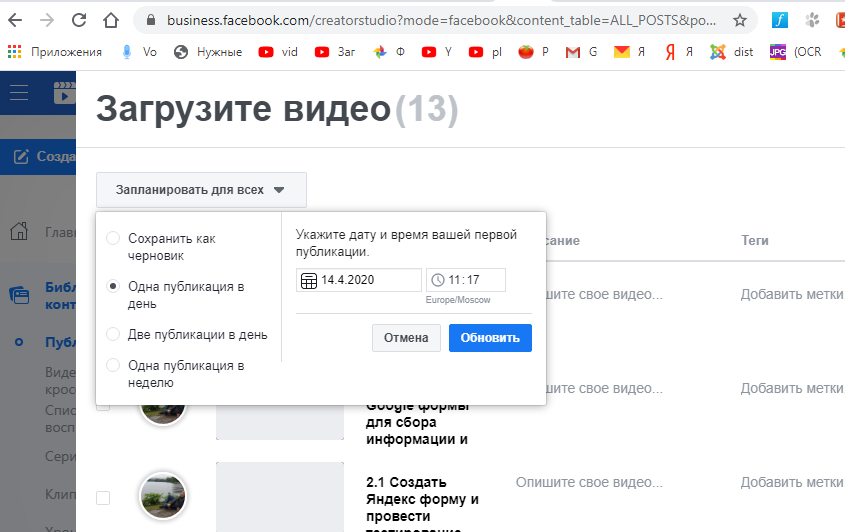 business.facebook.com/creatorstudio?mode=facebook&content_table=ALL_POSTS&po...
Приложения Vo Нужные vid Заг Ф Y pl Р G Я Я dist (OCR
Загрузите видео (13)
Созда
Запланировать для всех
Главн
Сохранить как
черновик
Одна публикация в
день
Две публикации в день
Одна публикация в
неделю
Укажите дату и время вашей первой
публикации.
14.4.2020 11:17
Europe/Moscow
Отмена Обновить
сание Теги
Библ
конт
шите свое видео... Добавить метки
Публ
Виде
кросс
Спис
восп
шите свое видео... Добавить метки
Google формы
для сбора
информации и
Сери
Клип
2.1 Создать
Яндекс форму и
провести
Опишите свое видео... Добавить метки